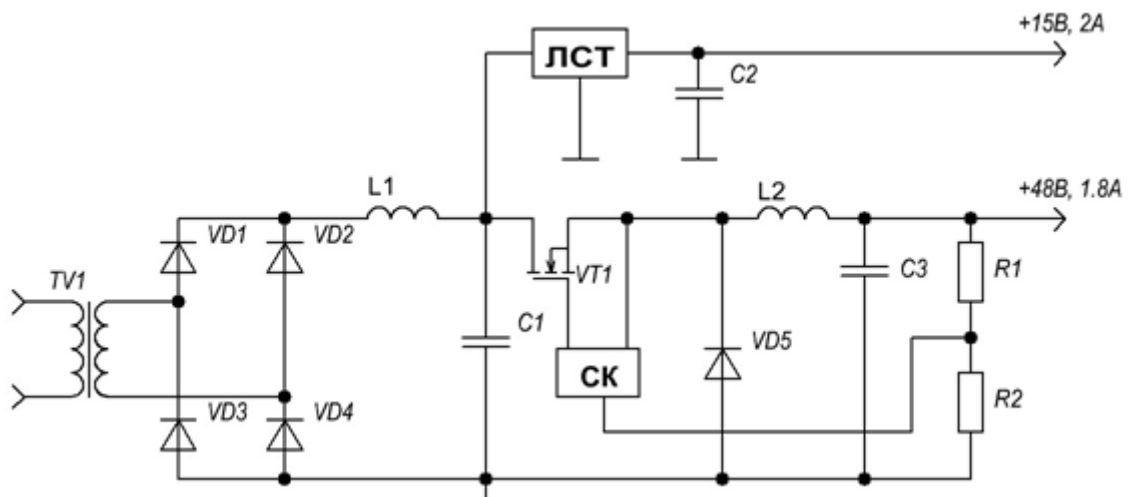 +15В, 2А
ЛСТ
C2
L1
L2
+48В, 1.8А
VD1
VD2
TV1
VT1
C3
R1
C1
VD5
СК
R2
VD3
VD4